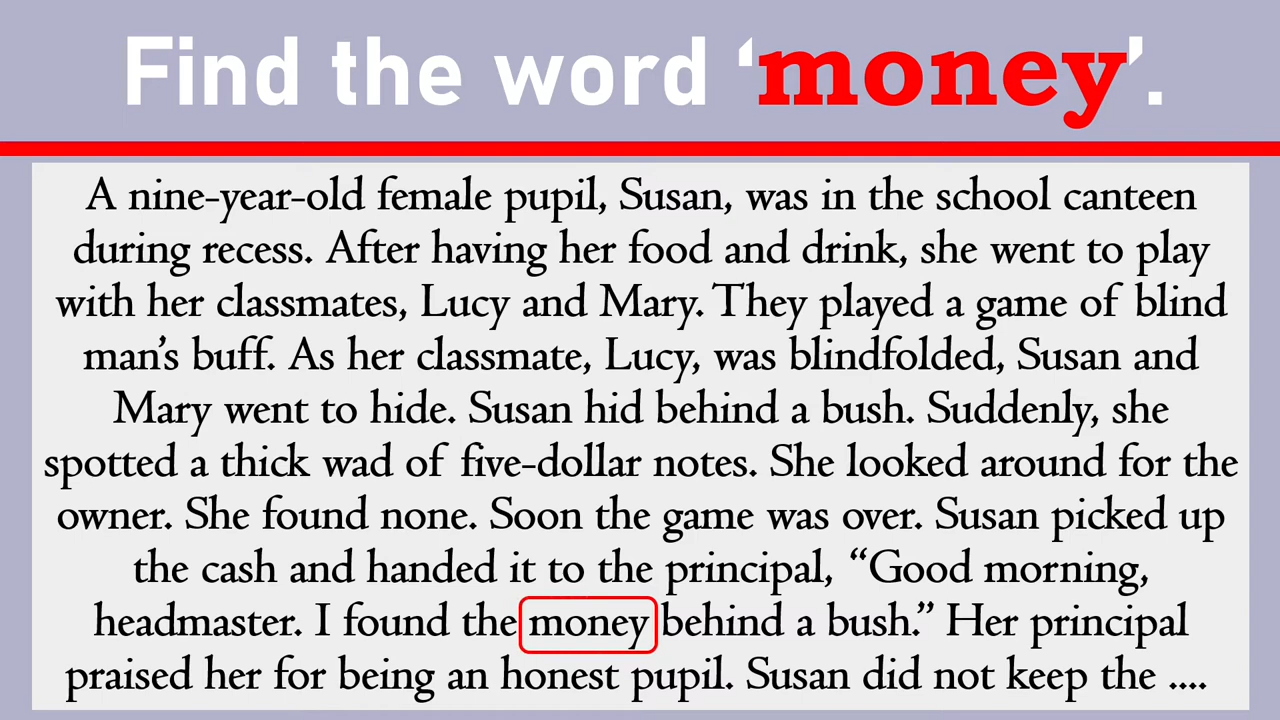 Find the word ‘money’.
A nine-year-old female pupil, Susan, was in the school canteen
during recess. After having her food and drink, she went to play
with her classmates, Lucy and Mary. They played a game of blind
man’s buff. As her classmate, Lucy, was blindfolded, Susan and
Mary went to hide. Susan hid behind a bush. Suddenly, she
spotted a thick wad of five-dollar notes. She looked around for the
owner. She found none. Soon the game was over. Susan picked up
the cash and handed it to the principal, “Good morning,
headmaster. I found the money behind a bush.” Her principal
praised her for being an honest pupil. Susan did not keep the ....